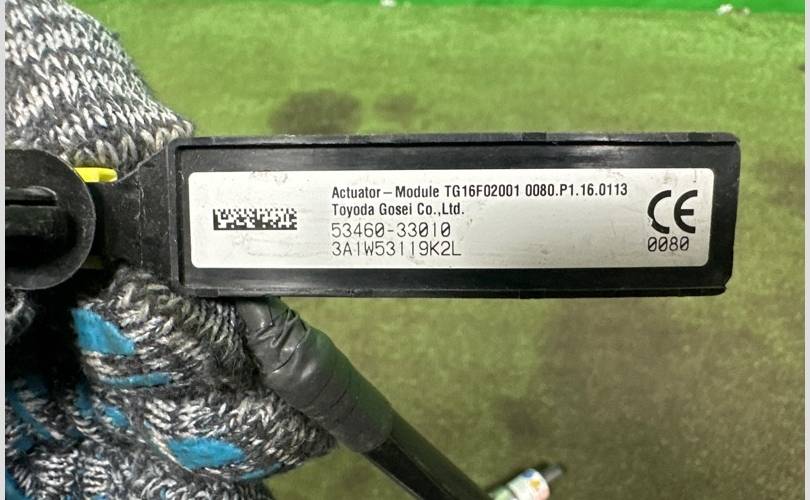 Actuator-Module TG16F02001 0080.P1.16.0113
Toyoda Gosei Co.,Ltd.
53460-33010
3A1W53119K2L
CE
0080